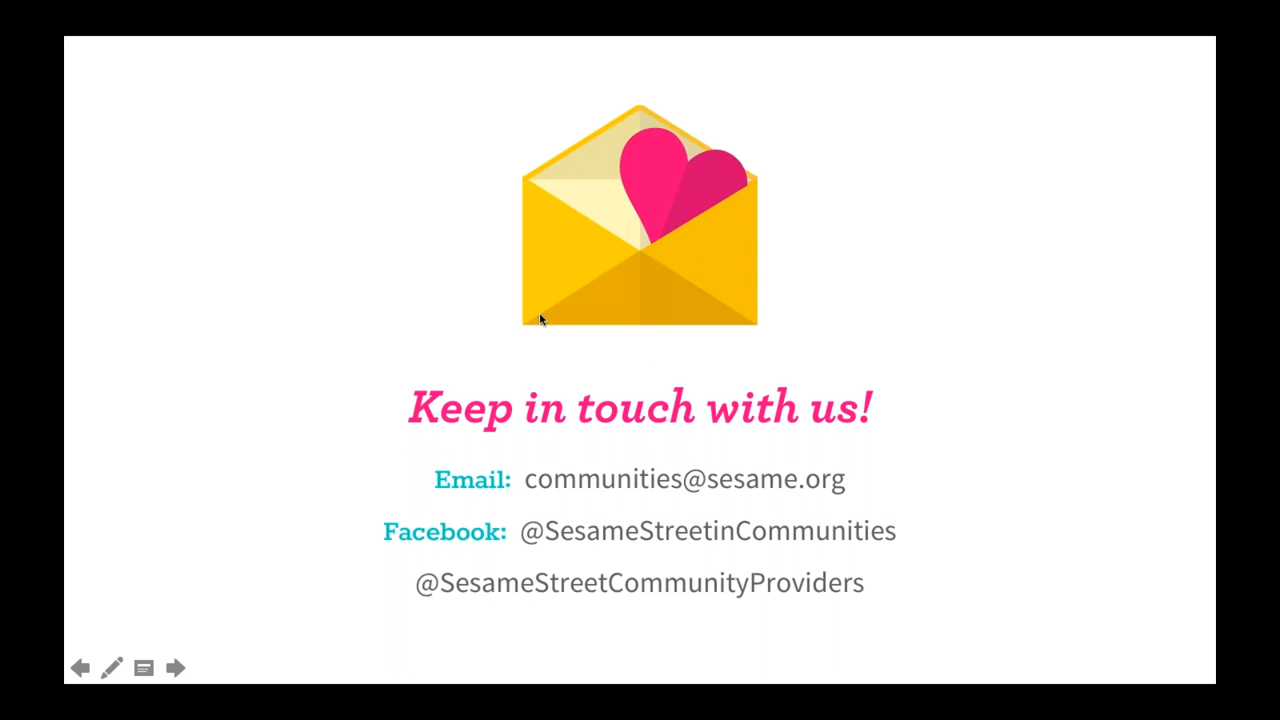 Keep in touch with us!
Email: communities@sesame.org
Facebook: @SesameStreetinCommunities
@SesameStreetCommunityProviders